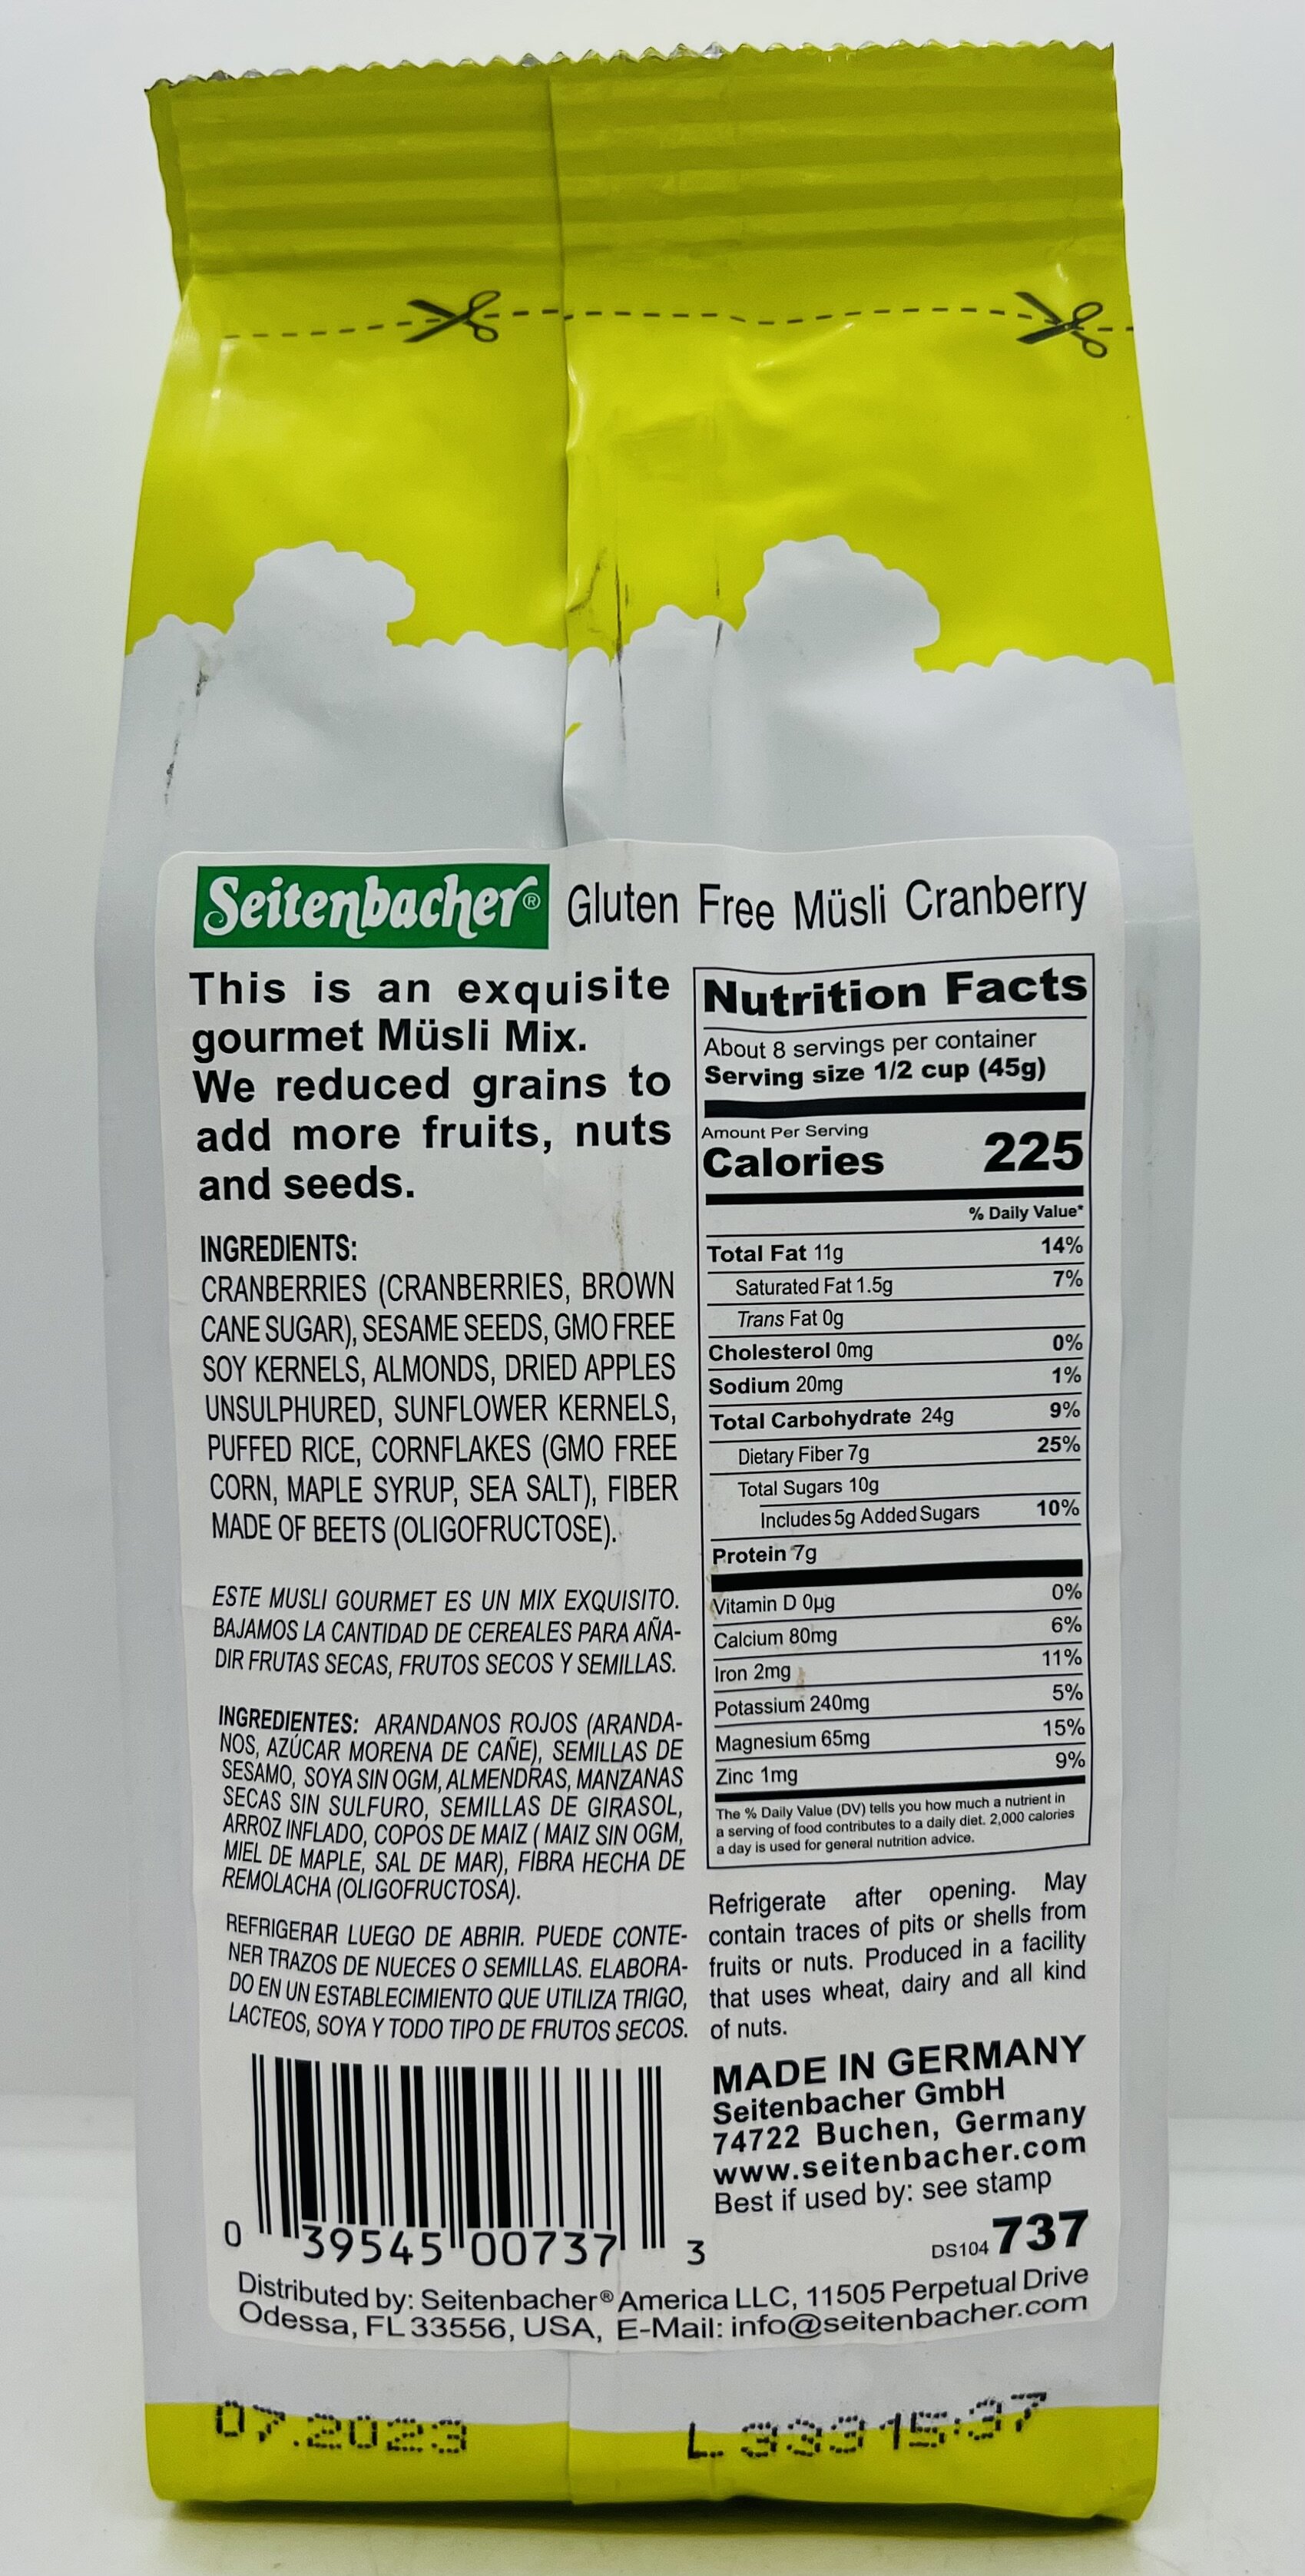 Seitenbacher® Gluten Free Müsli Cranberry
This is an exquisite
gourmet Müsli Mix.
We reduced grains to
add more fruits, nuts
and seeds.
INGREDIENTS:
CRANBERRIES (CRANBERRIES, BROWN
CANE SUGAR), SESAME SEEDS, GMO FREE
SOY KERNELS, ALMONDS, DRIED APPLES
UNSULPHURED, SUNFLOWER KERNELS,
PUFFED RICE, CORNFLAKES (GMO FREE
CORN, MAPLE SYRUP, SEA SALT), FIBER
MADE OF BEETS (OLIGOFRUCTOSE).
ESTE MUSLI GOURMET ES UN MIX EXQUISITO.
BAJAMOS LA CANTIDAD DE CEREALES PARA AÑA-
DIR FRUTAS SECAS, FRUTOS SECOS Y SEMILLAS.
INGREDIENTES: ARANDANOS ROJOS (ARANDA-
NOS, AZÚCAR MORENA DE CAÑE), SEMILLAS DE
SESAMO, SOYA SIN OGM, ALMENDRAS, MANZANAS
SECAS SIN SULFURO, SEMILLAS DE GIRASOL,
ARROZ INFLADO, COPOS DE MAIZ ( MAIZ SIN OGM,
MIEL DE MAPLE, SAL DE MAR), FIBRA HECHA DE
REMOLACHA (OLIGOFRUCTOSA).
REFRIGERAR LUEGO DE ABRIR. PUEDE CONTE-
NER TRAZOS DE NUECES O SEMILLAS. ELABORA-
DO EN UN ESTABLECIMIENTO QUE UTILIZA TRIGO,
LACTEOS, SOYA Y TODO TIPO DE FRUTOS SECOS.
0 39545 00737 3
Nutrition Facts
About 8 servings per container
Serving size 1/2 cup (45g)
Amount Per Serving
Calories 225
% Daily Value*
Total Fat 11g 14%
Saturated Fat 1.5g 7%
Trans Fat 0g
Cholesterol 0mg 0%
Sodium 20mg 1%
Total Carbohydrate 24g 9%
Dietary Fiber 7g 25%
Total Sugars 10g
Includes 5g Added Sugars 10%
Protein 7g
Vitamin D 0µg 0%
Calcium 80mg 6%
Iron 2mg 11%
Potassium 240mg 5%
Magnesium 65mg 15%
Zinc 1mg 9%
The % Daily Value (DV) tells you how much a nutrient in
a serving of food contributes to a daily diet. 2,000 calories
a day is used for general nutrition advice.
Refrigerate after opening. May
contain traces of pits or shells from
fruits or nuts. Produced in a facility
that uses wheat, dairy and all kind
of nuts.
MADE IN GERMANY
Seitenbacher GmbH
74722 Buchen, Germany
www.seitenbacher.com
Best if used by: see stamp
DS104 737
Distributed by: Seitenbacher® America LLC, 11505 Perpetual Drive
Odessa, FL 33556, USA, E-Mail: info@seitenbacher.com
07.2023 L 33315:37